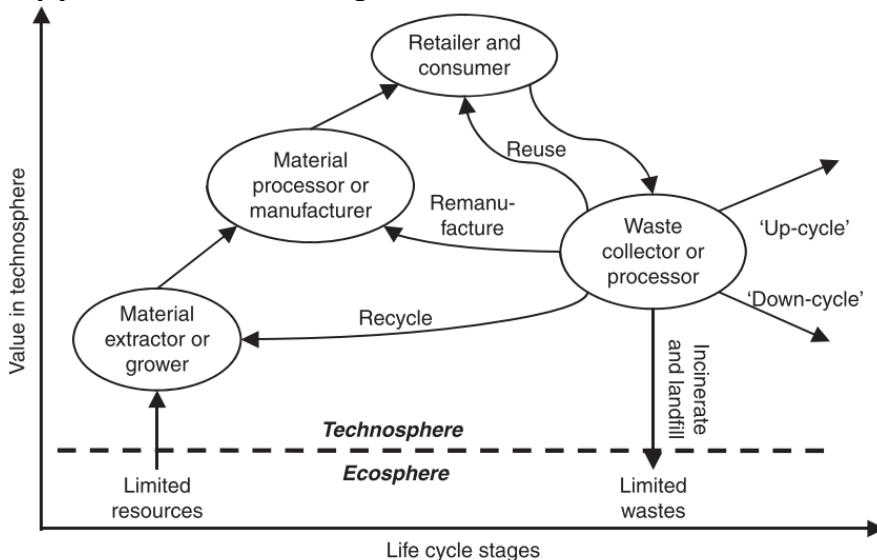 Retailer and
consumer
Value in technosphere
Material
processor or
manufacturer
Reuse
Remanu-
facture
Waste
collector or
processor
'Up-cycle'
'Down-cycle'
Material
extractor or
grower
Recycle
Incinerate
and landfill
Technosphere
Ecosphere
Limited
resources
Limited
wastes
Life cycle stages